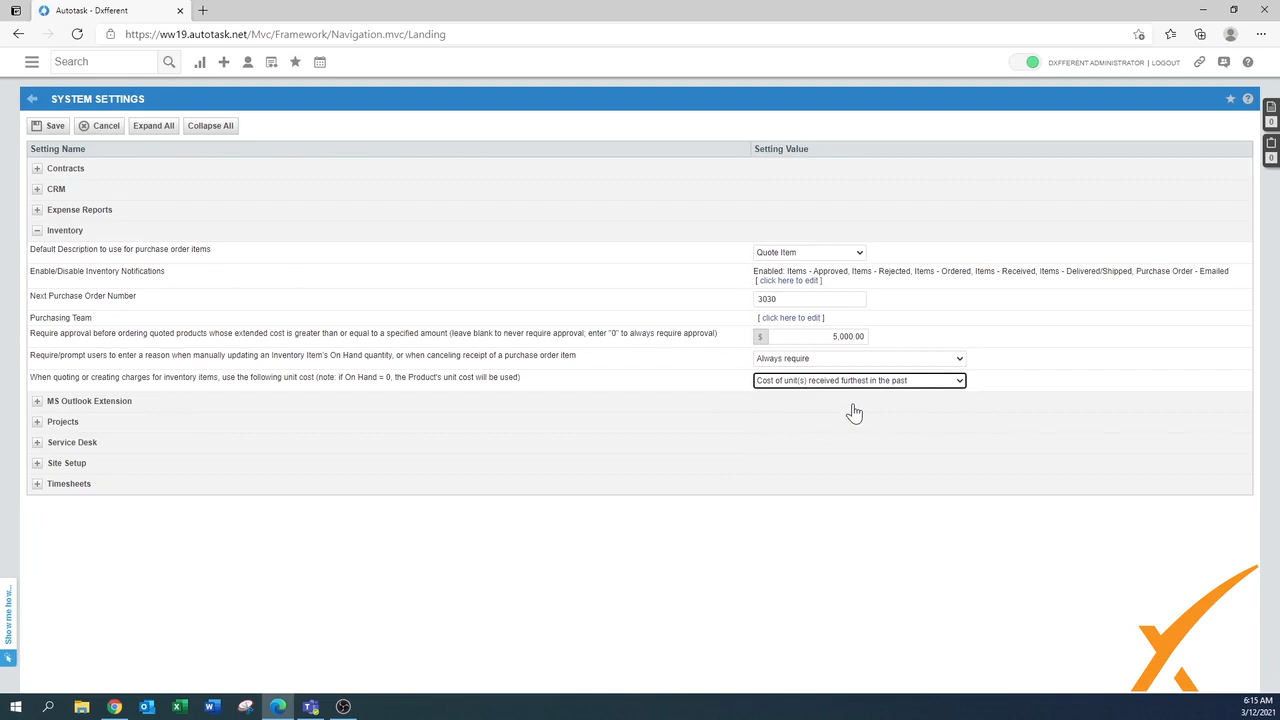 Autotask - Dxfferent
https://ww19.autotask.net/Mvc/Framework/Navigation.mvc/Landing
Search
DXFFERENT ADMINISTRATOR | LOGOUT
SYSTEM SETTINGS
Save Cancel Expand All Collapse All
0
0
Setting Name Setting Value
Contracts
CRM
Expense Reports
Inventory
Default Description to use for purchase order items Quote Item
Enable/Disable Inventory Notifications Enabled: Items - Approved, Items - Rejected, Items - Ordered, Items - Received, Items - Delivered/Shipped, Purchase Order - Emailed
[ click here to edit ]
Next Purchase Order Number 3030
Purchasing Team [ click here to edit ]
Require approval before ordering quoted products whose extended cost is greater than or equal to a specified amount (leave blank to never require approval; enter "0" to always require approval) $ 5,000.00
Require/prompt users to enter a reason when manually updating an Inventory Item's On Hand quantity, or when canceling receipt of a purchase order item Always require
When quoting or creating charges for inventory items, use the following unit cost (note: if On Hand = 0, the Product's unit cost will be used) Cost of unit(s) received furthest in the past
MS Outlook Extension
Projects
Service Desk
Site Setup
Timesheets
Show me how...
6:15 AM
3/12/2021